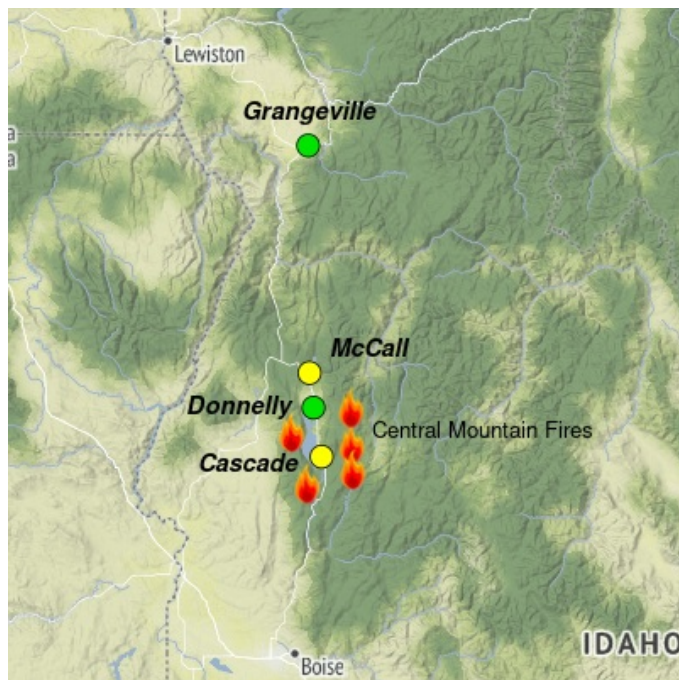 Lewiston
Grangeville
a
a
McCall
Donnelly
Central Mountain Fires
Cascade
IDAHO
Boise